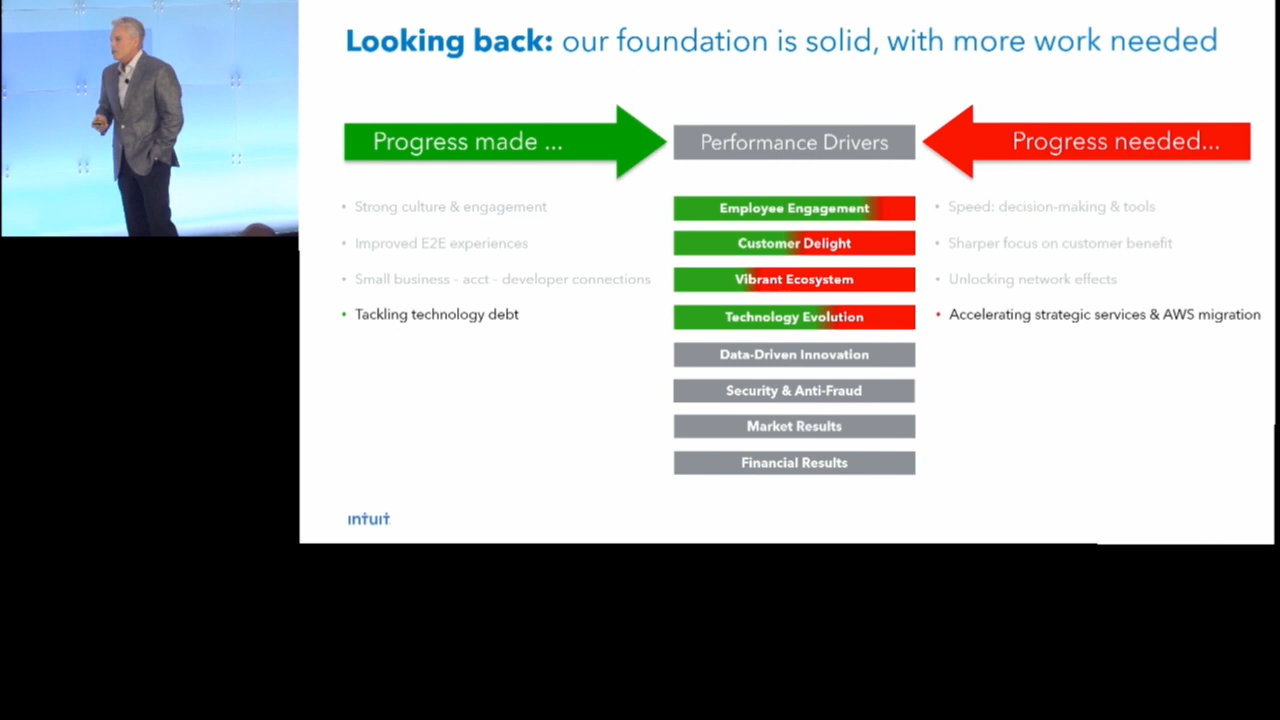 Looking back: our foundation is solid, with more work needed
Progress made ...
Performance Drivers
Progress needed...
• Strong culture & engagement
Employee Engagement
• Speed: decision-making & tools
• Improved E2E experiences
Customer Delight
• Sharper focus on customer benefit
• Small business - acct - developer connections
Vibrant Ecosystem
• Unlocking network effects
• Tackling technology debt
Technology Evolution
• Accelerating strategic services & AWS migration
Data-Driven Innovation
Security & Anti-Fraud
Market Results
Financial Results
intuit